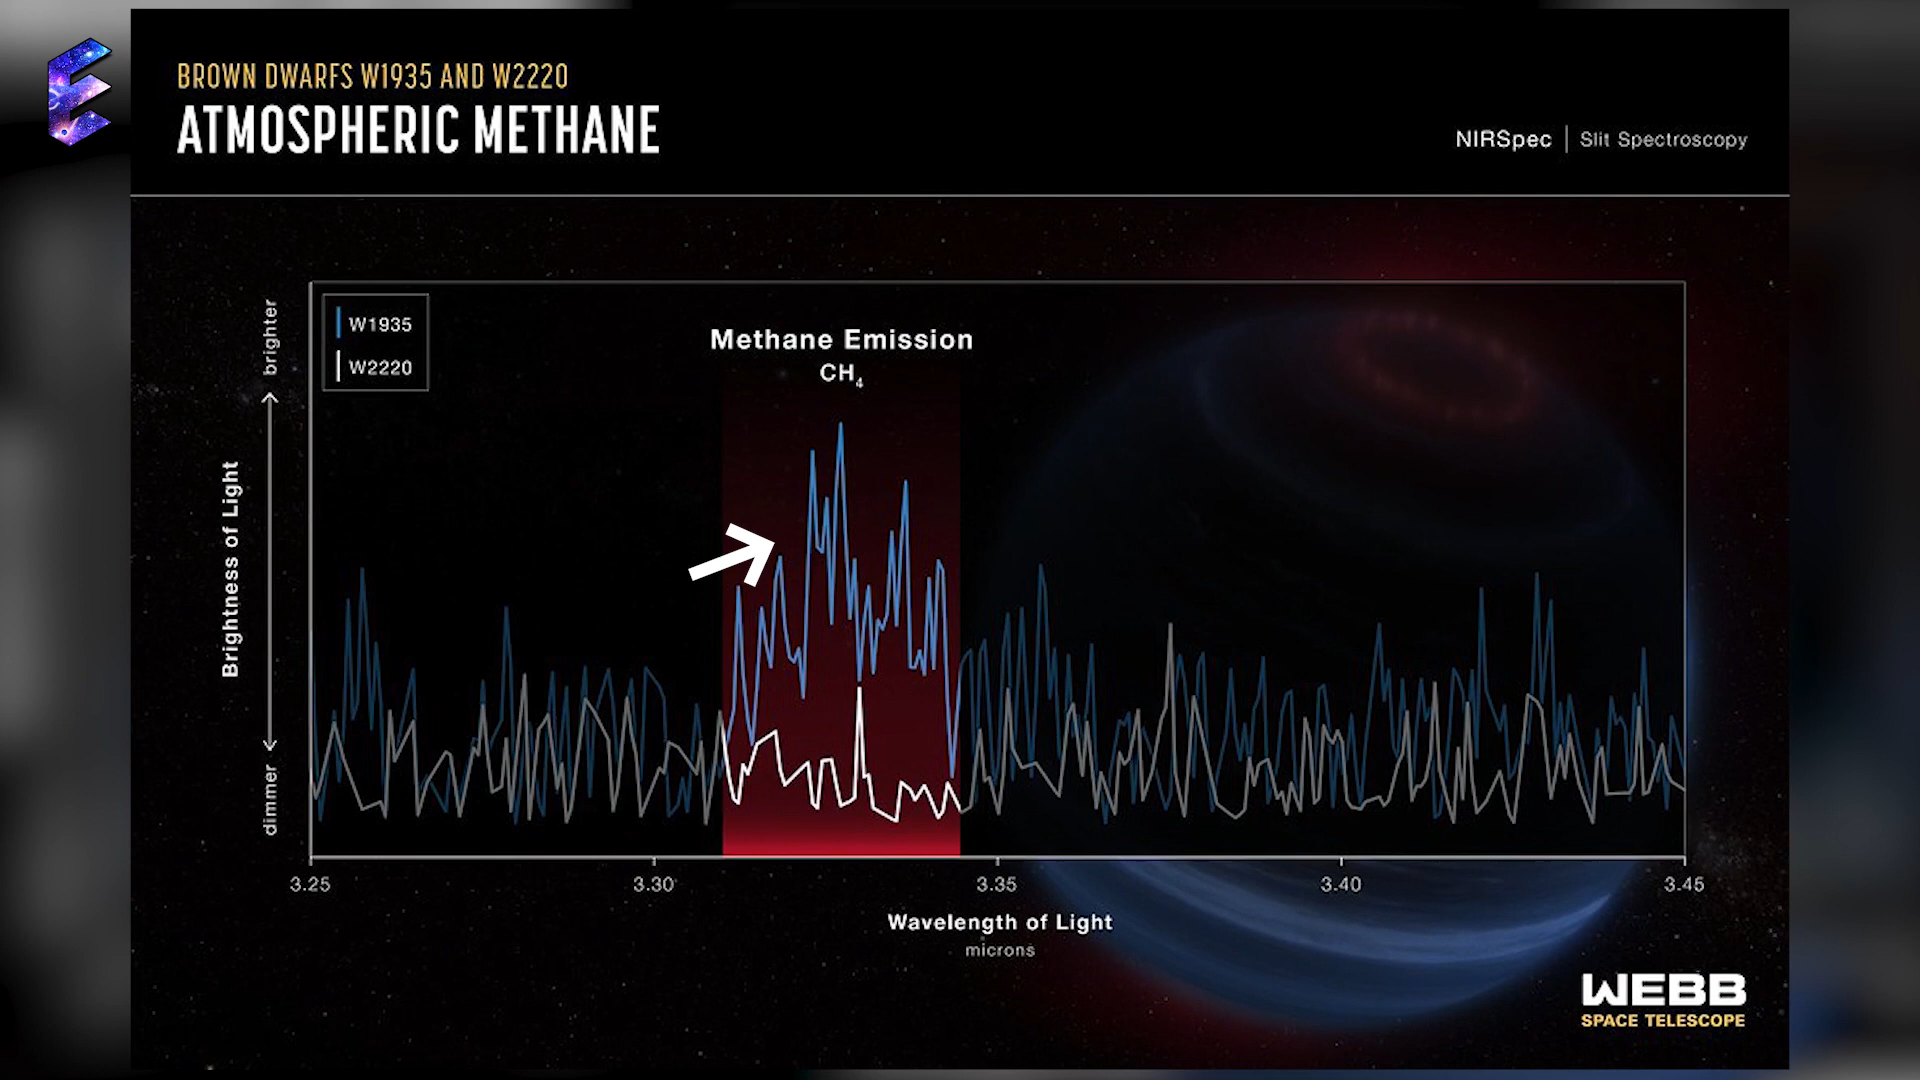 E
BROWN DWARFS W1935 AND W2220
ATMOSPHERIC METHANE
NIRSpec | Slit Spectroscopy
W1935
W2220
Methane Emission
CH₄
brighter
Brightness of Light
dimmer
3.25 3.30 3.35 3.40 3.45
Wavelength of Light
microns
WEBB
SPACE TELESCOPE